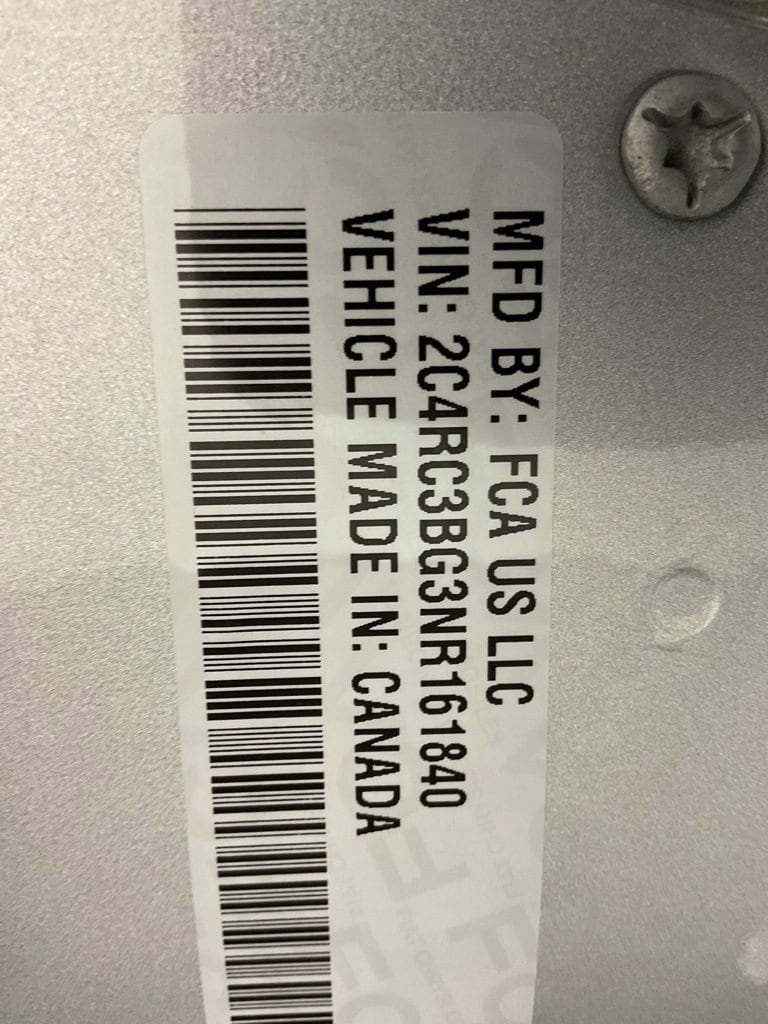 MFD BY: FCA US LLC
VIN: 2C4RC3BG3NR161840
VEHICLE MADE IN: CANADA